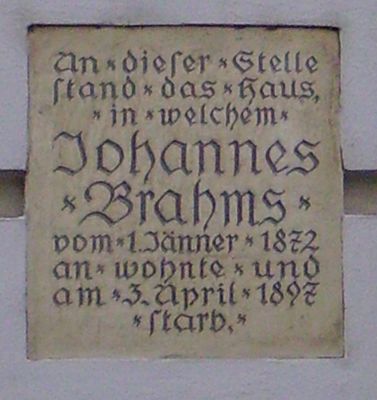 An * dieser * Stelle
stand * das * Haus,
* in * welchem *
Johannes
* Brahms *
vom * 1. Jänner * 1872
an * wohnte * und
am * 3. April * 1897
* starb. *